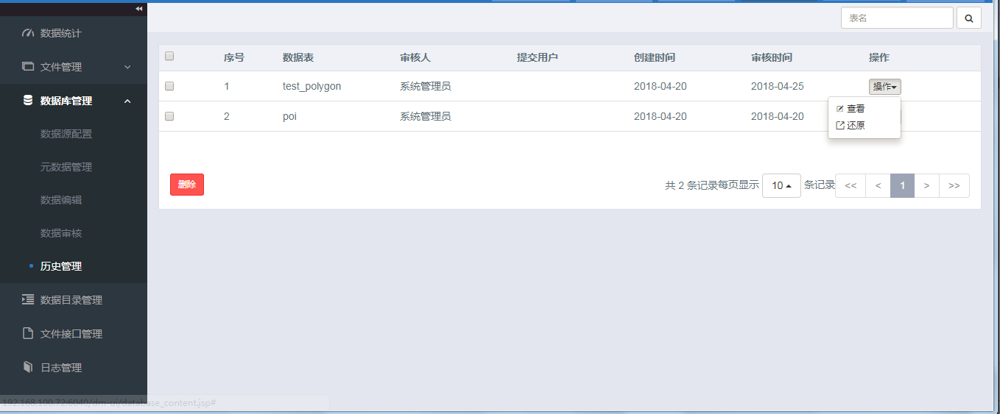 数据统计
文件管理
数据库管理
数据源配置
元数据管理
数据编辑
数据审核
历史管理
数据目录管理
文件接口管理
日志管理
表名
序号 数据表 审核人 提交用户 创建时间 审核时间 操作
1 test_polygon 系统管理员 2018-04-20 2018-04-25 操作
2 poi 系统管理员 2018-04-20 2018-04-20
查看
还原
删除
共 2 条记录每页显示 10 条记录 << < 1 > >>
192.168.100.72:6040/dm-ui/database_content.jsp#